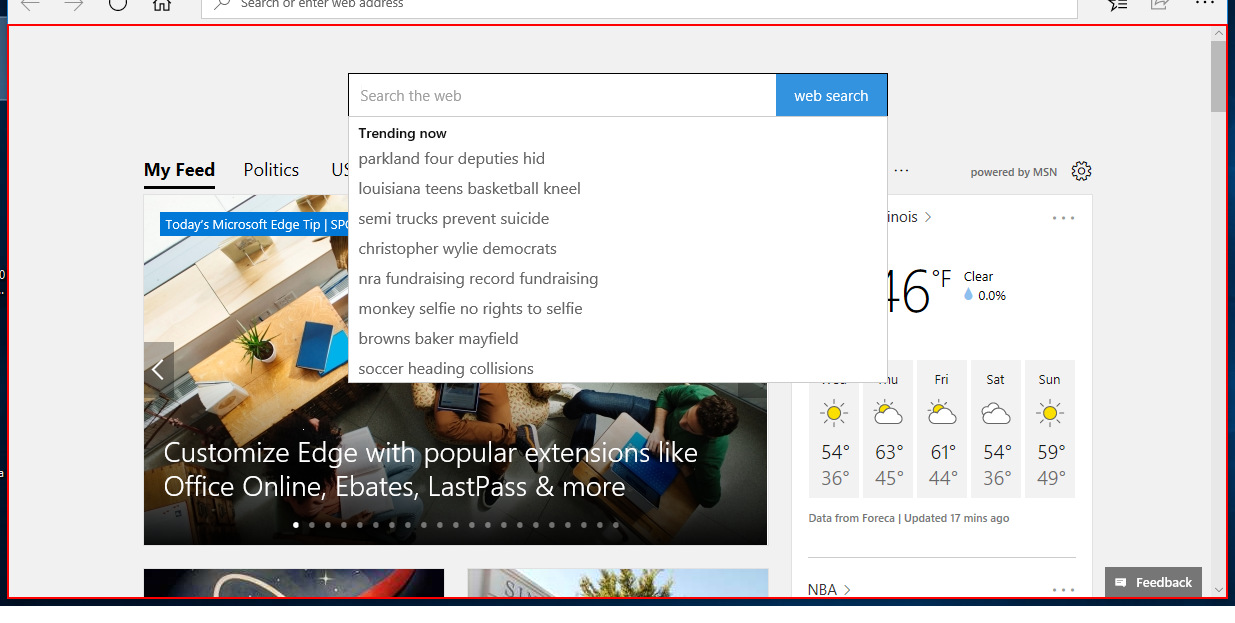 Search or enter web address
Search the web
web search
Trending now
parkland four deputies hid
louisiana teens basketball kneel
semi trucks prevent suicide
christopher wylie democrats
nra fundraising record fundraising
monkey selfie no rights to selfie
browns baker mayfield
soccer heading collisions
My Feed
Politics
US
...
powered by MSN
Today's Microsoft Edge Tip | SPO
Customize Edge with popular extensions like
Office Online, Ebates, LastPass & more
inois >
46°F
Clear
0.0%
Fri
Sat
Sun
54° 63° 61° 54° 59°
36° 45° 44° 36° 49°
Data from Foreca | Updated 17 mins ago
NBA >
Feedback